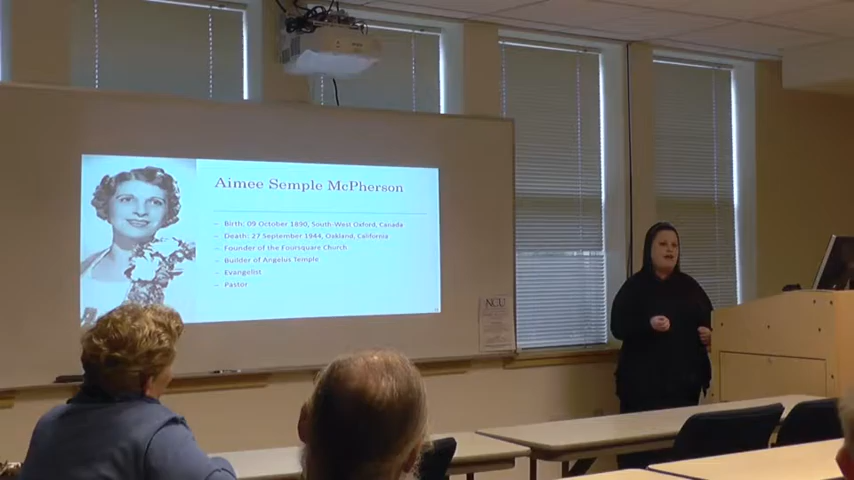 Aimee Semple McPherson
– Birth: 09 October 1890, South-West Oxford, Canada
– Death: 27 September 1944, Oakland, California
– Founder of the Foursquare Church
– Builder of Angelus Temple
– Evangelist
– Pastor
NCU